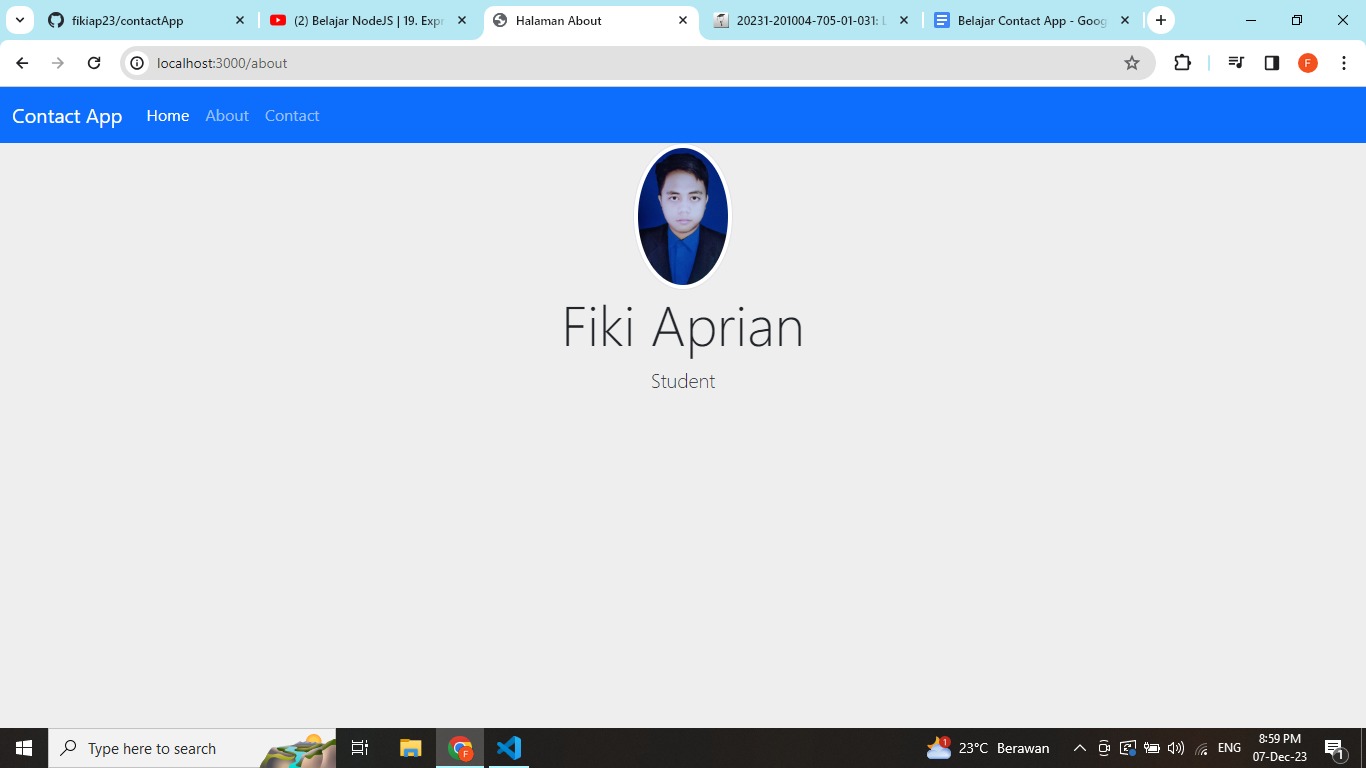 fikiap23/contactApp
(2) Belajar NodeJS | 19. Expr
Halaman About
20231-201004-705-01-031: L
Belajar Contact App - Goog
localhost:3000/about
F
Contact App
Home
About
Contact
Fiki Aprian
Student
Type here to search
F
1
23°C Berawan
ENG
8:59 PM
07-Dec-23
1